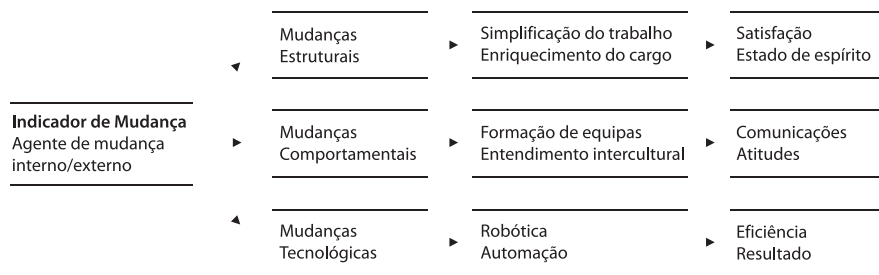 Mudanças
Estruturais
Simplificação do trabalho
Enriquecimento do cargo
Satisfação
Estado de espírito
Indicador de Mudança
Agente de mudança
interno/externo
Mudanças
Comportamentais
Formação de equipas
Entendimento intercultural
Comunicações
Atitudes
Mudanças
Tecnológicas
Robótica
Automação
Eficiência
Resultado